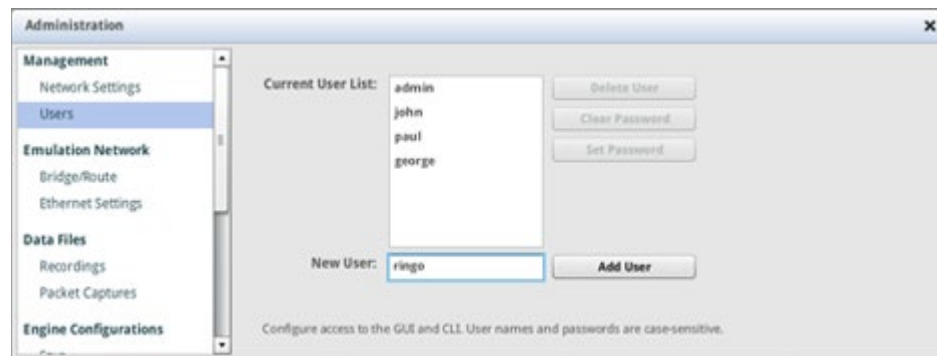 Administration
Management
Network Settings
Users
Emulation Network
Bridge/Route
Ethernet Settings
Data Files
Recordings
Packet Captures
Engine Configurations
Current User List:
admin
john
paul
george
Delete User
Clear Password
Set Password
New User:
ringo
Add User
Configure access to the GUI and CLI. User names and passwords are case-sensitive.